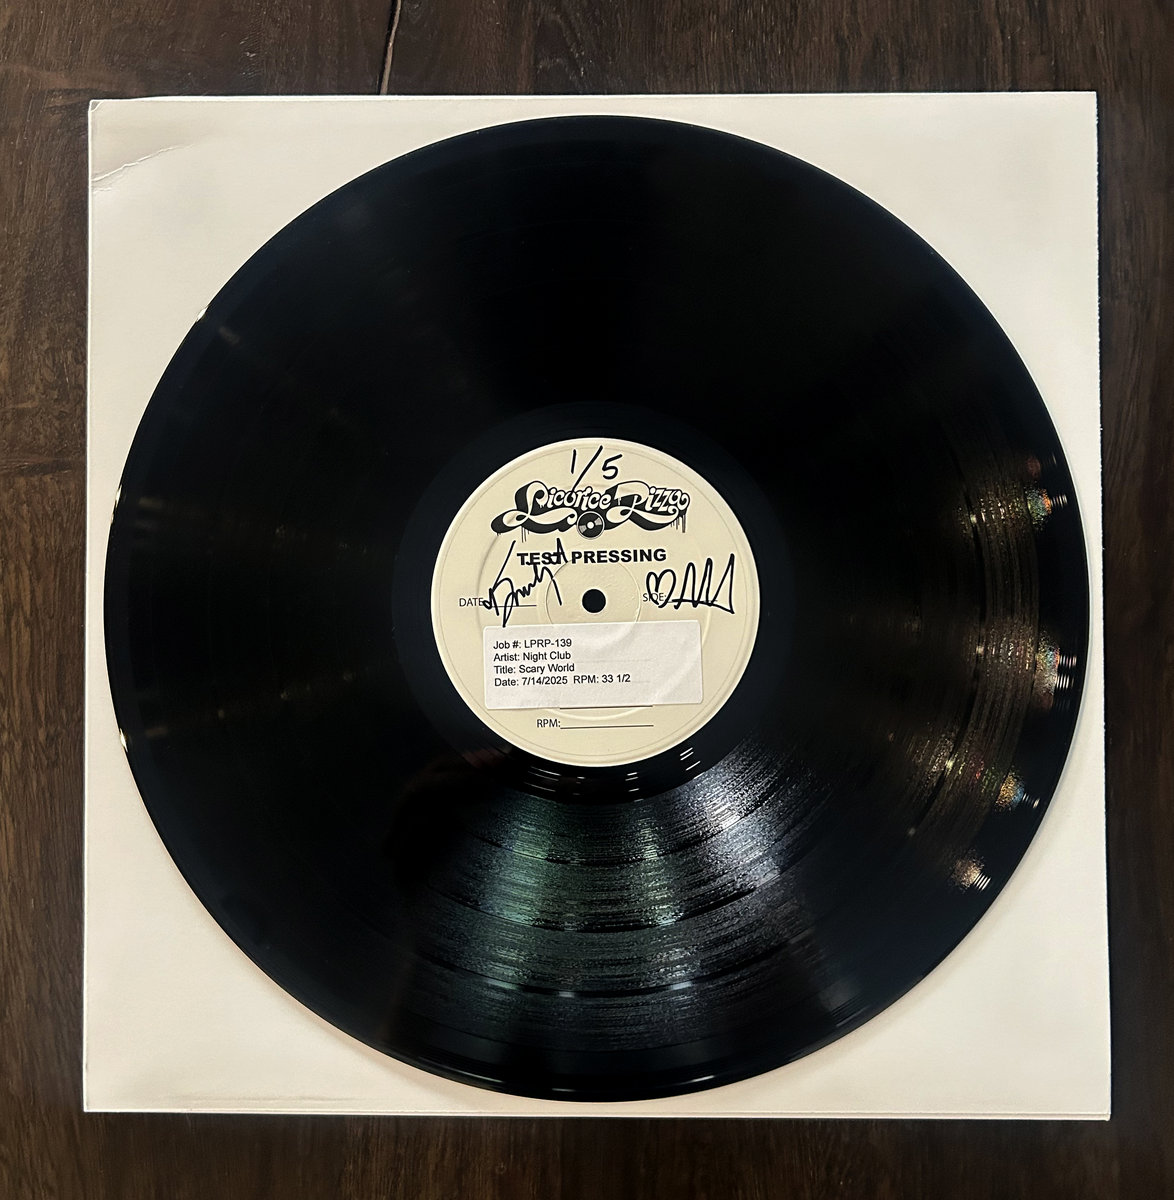 1/5
Licorice Pizza
TEST PRESSING
DATE
SIDE:
Job #: LPRP-139
Artist: Night Club
Title: Scary World
Date: 7/14/2025 RPM: 33 1/2
RPM: